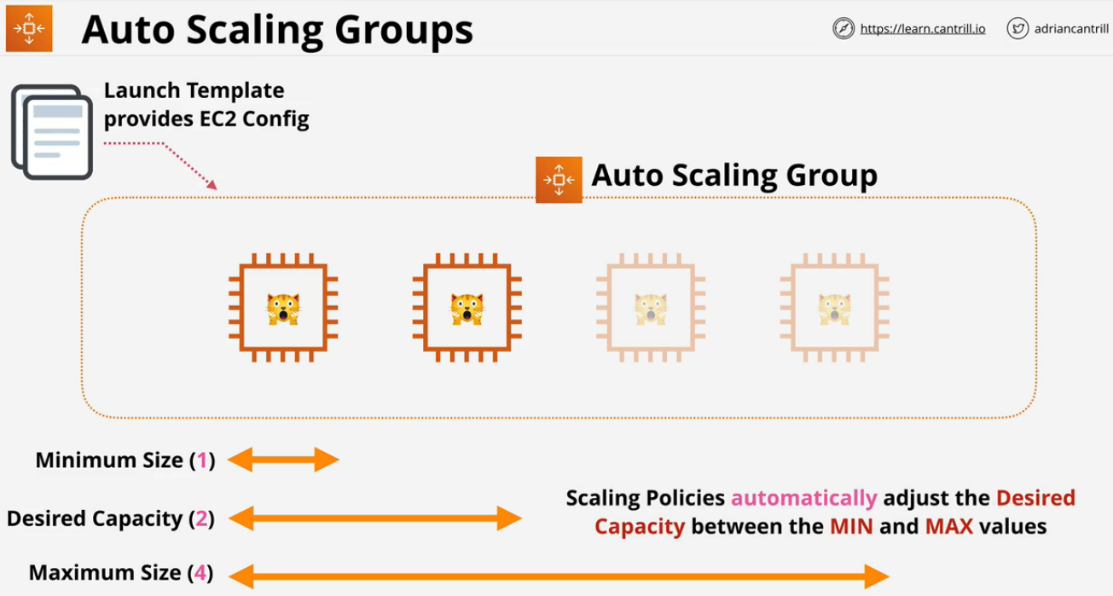 Auto Scaling Groups
https://learn.cantrill.io
adriancantrill
Launch Template
provides EC2 Config
Auto Scaling Group
Minimum Size (1)
Desired Capacity (2)
Maximum Size (4)
Scaling Policies automatically adjust the Desired
Capacity between the MIN and MAX values